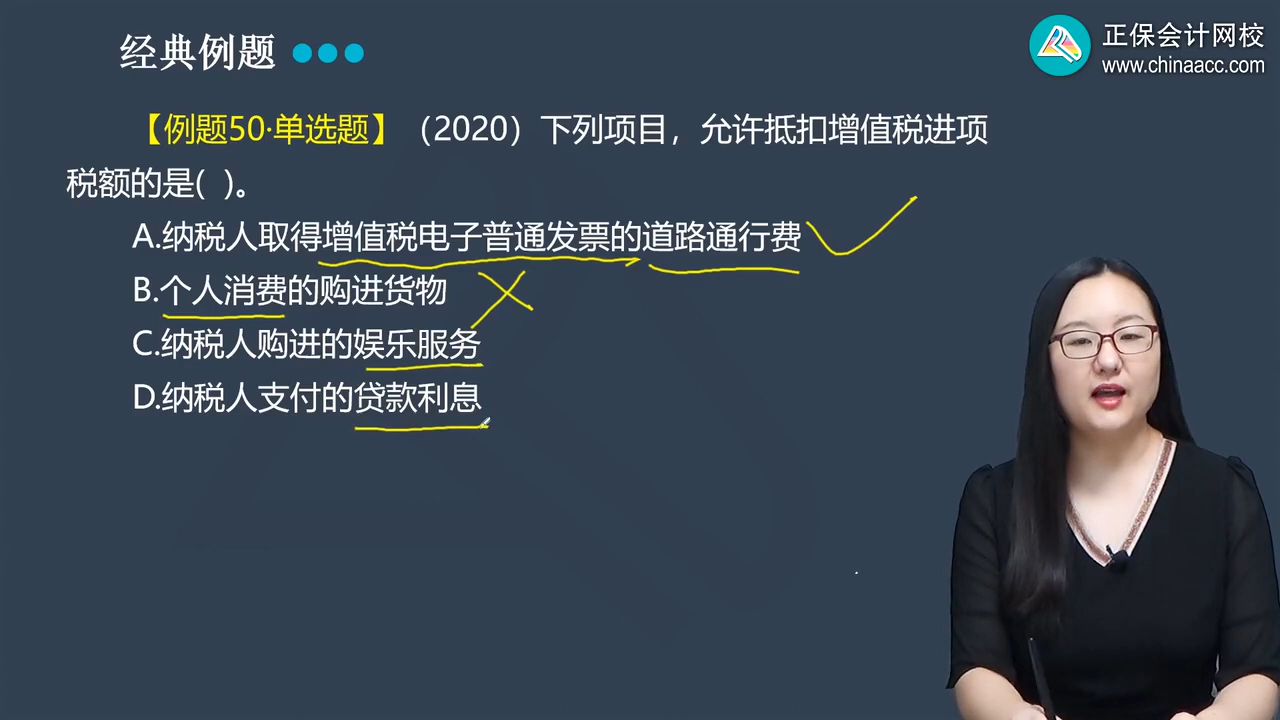 经典例题
正保会计网校
www.chinaacc.com
【例题50·单选题】（2020）下列项目，允许抵扣增值税进项
税额的是( )。
A.纳税人取得增值税电子普通发票的道路通行费
B.个人消费的购进货物
C.纳税人购进的娱乐服务
D.纳税人支付的贷款利息